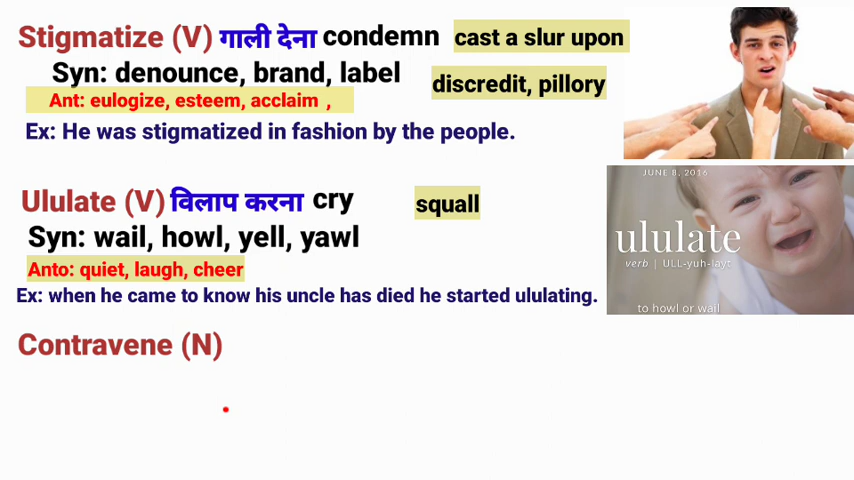 Stigmatize (V) गाली देना condemn cast a slur upon
Syn: denounce, brand, label discredit, pillory
Ant: eulogize, esteem, acclaim ,
Ex: He was stigmatized in fashion by the people.
Ululate (V) विलाप करना cry squall
Syn: wail, howl, yell, yawl
Anto: quiet, laugh, cheer
Ex: when he came to know his uncle has died he started ululating.
Contravene (N)
JUNE 8, 2016
ululate
verb | ULL-yuh-layt
to howl or wail